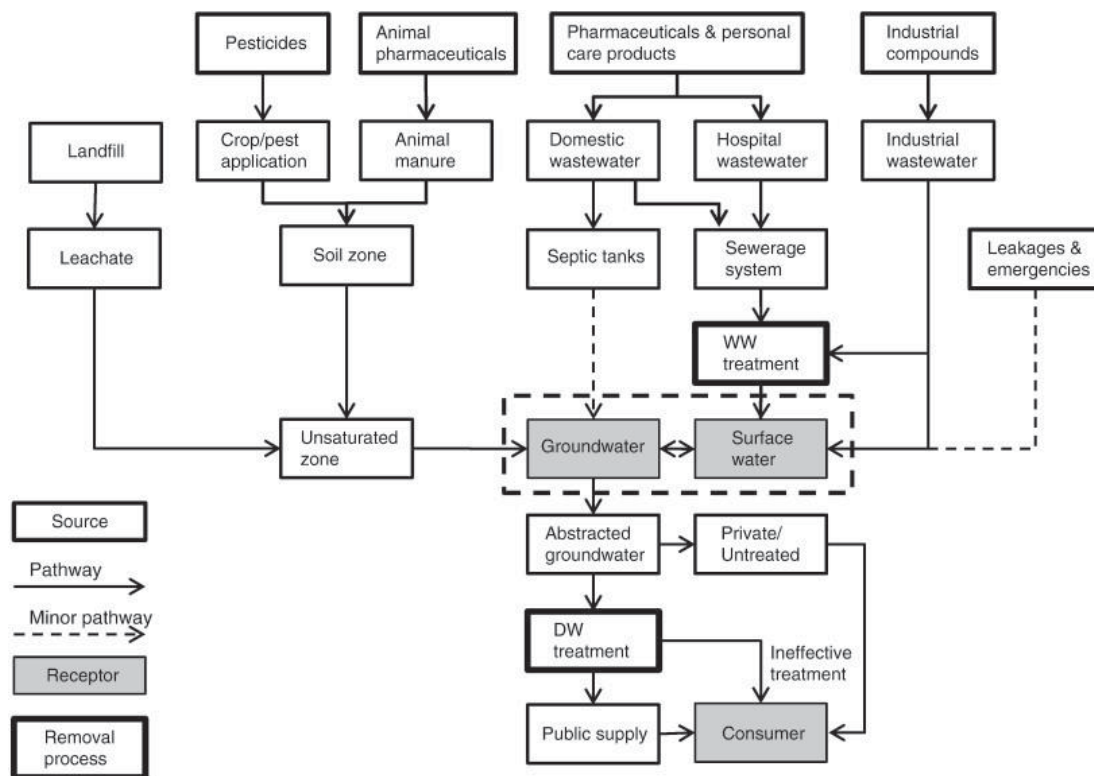 Pesticides
Animal
pharmaceuticals
Pharmaceuticals & personal
care products
Industrial
compounds
Landfill
Crop/pest
application
Animal
manure
Domestic
wastewater
Hospital
wastewater
Industrial
wastewater
Leachate
Soil zone
Septic tanks
Sewerage
system
Leakages &
emergencies
WW
treatment
Unsaturated
zone
Groundwater
Surface
water
Source
Abstracted
groundwater
Private/
Untreated
Pathway
Minor pathway
DW
treatment
Ineffective
treatment
Receptor
Removal
process
Public supply
Consumer